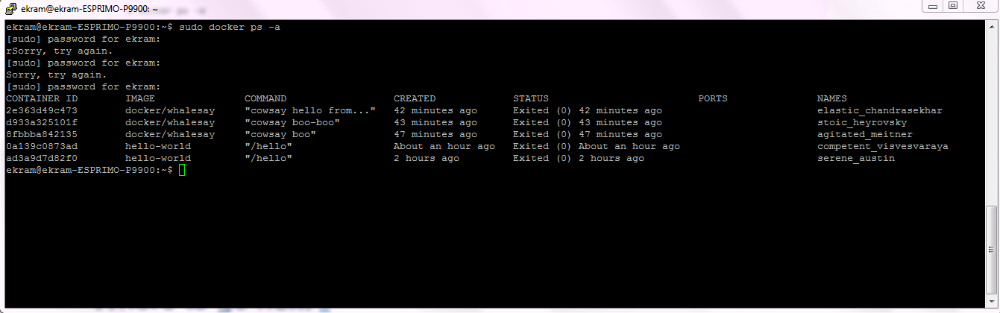 ekram@ekram-ESPRIMO-P9900: ~
ekram@ekram-ESPRIMO-P9900:~$ sudo docker ps -a
[sudo] password for ekram:
rSorry, try again.
[sudo] password for ekram:
Sorry, try again.
[sudo] password for ekram:
CONTAINER ID IMAGE COMMAND CREATED STATUS PORTS NAMES
2e363d49c473 docker/whalesay "cowsay hello from..." 42 minutes ago Exited (0) 42 minutes ago elastic_chandrasekhar
d933a325101f docker/whalesay "cowsay boo-boo" 43 minutes ago Exited (0) 43 minutes ago stoic_heyrovsky
8fbbba842135 docker/whalesay "cowsay boo" 47 minutes ago Exited (0) 47 minutes ago agitated_meitner
0a139c0873ad hello-world "/hello" About an hour ago Exited (0) About an hour ago competent_visvesvaraya
ad3a9d7d82f0 hello-world "/hello" 2 hours ago Exited (0) 2 hours ago serene_austin
ekram@ekram-ESPRIMO-P9900:~$